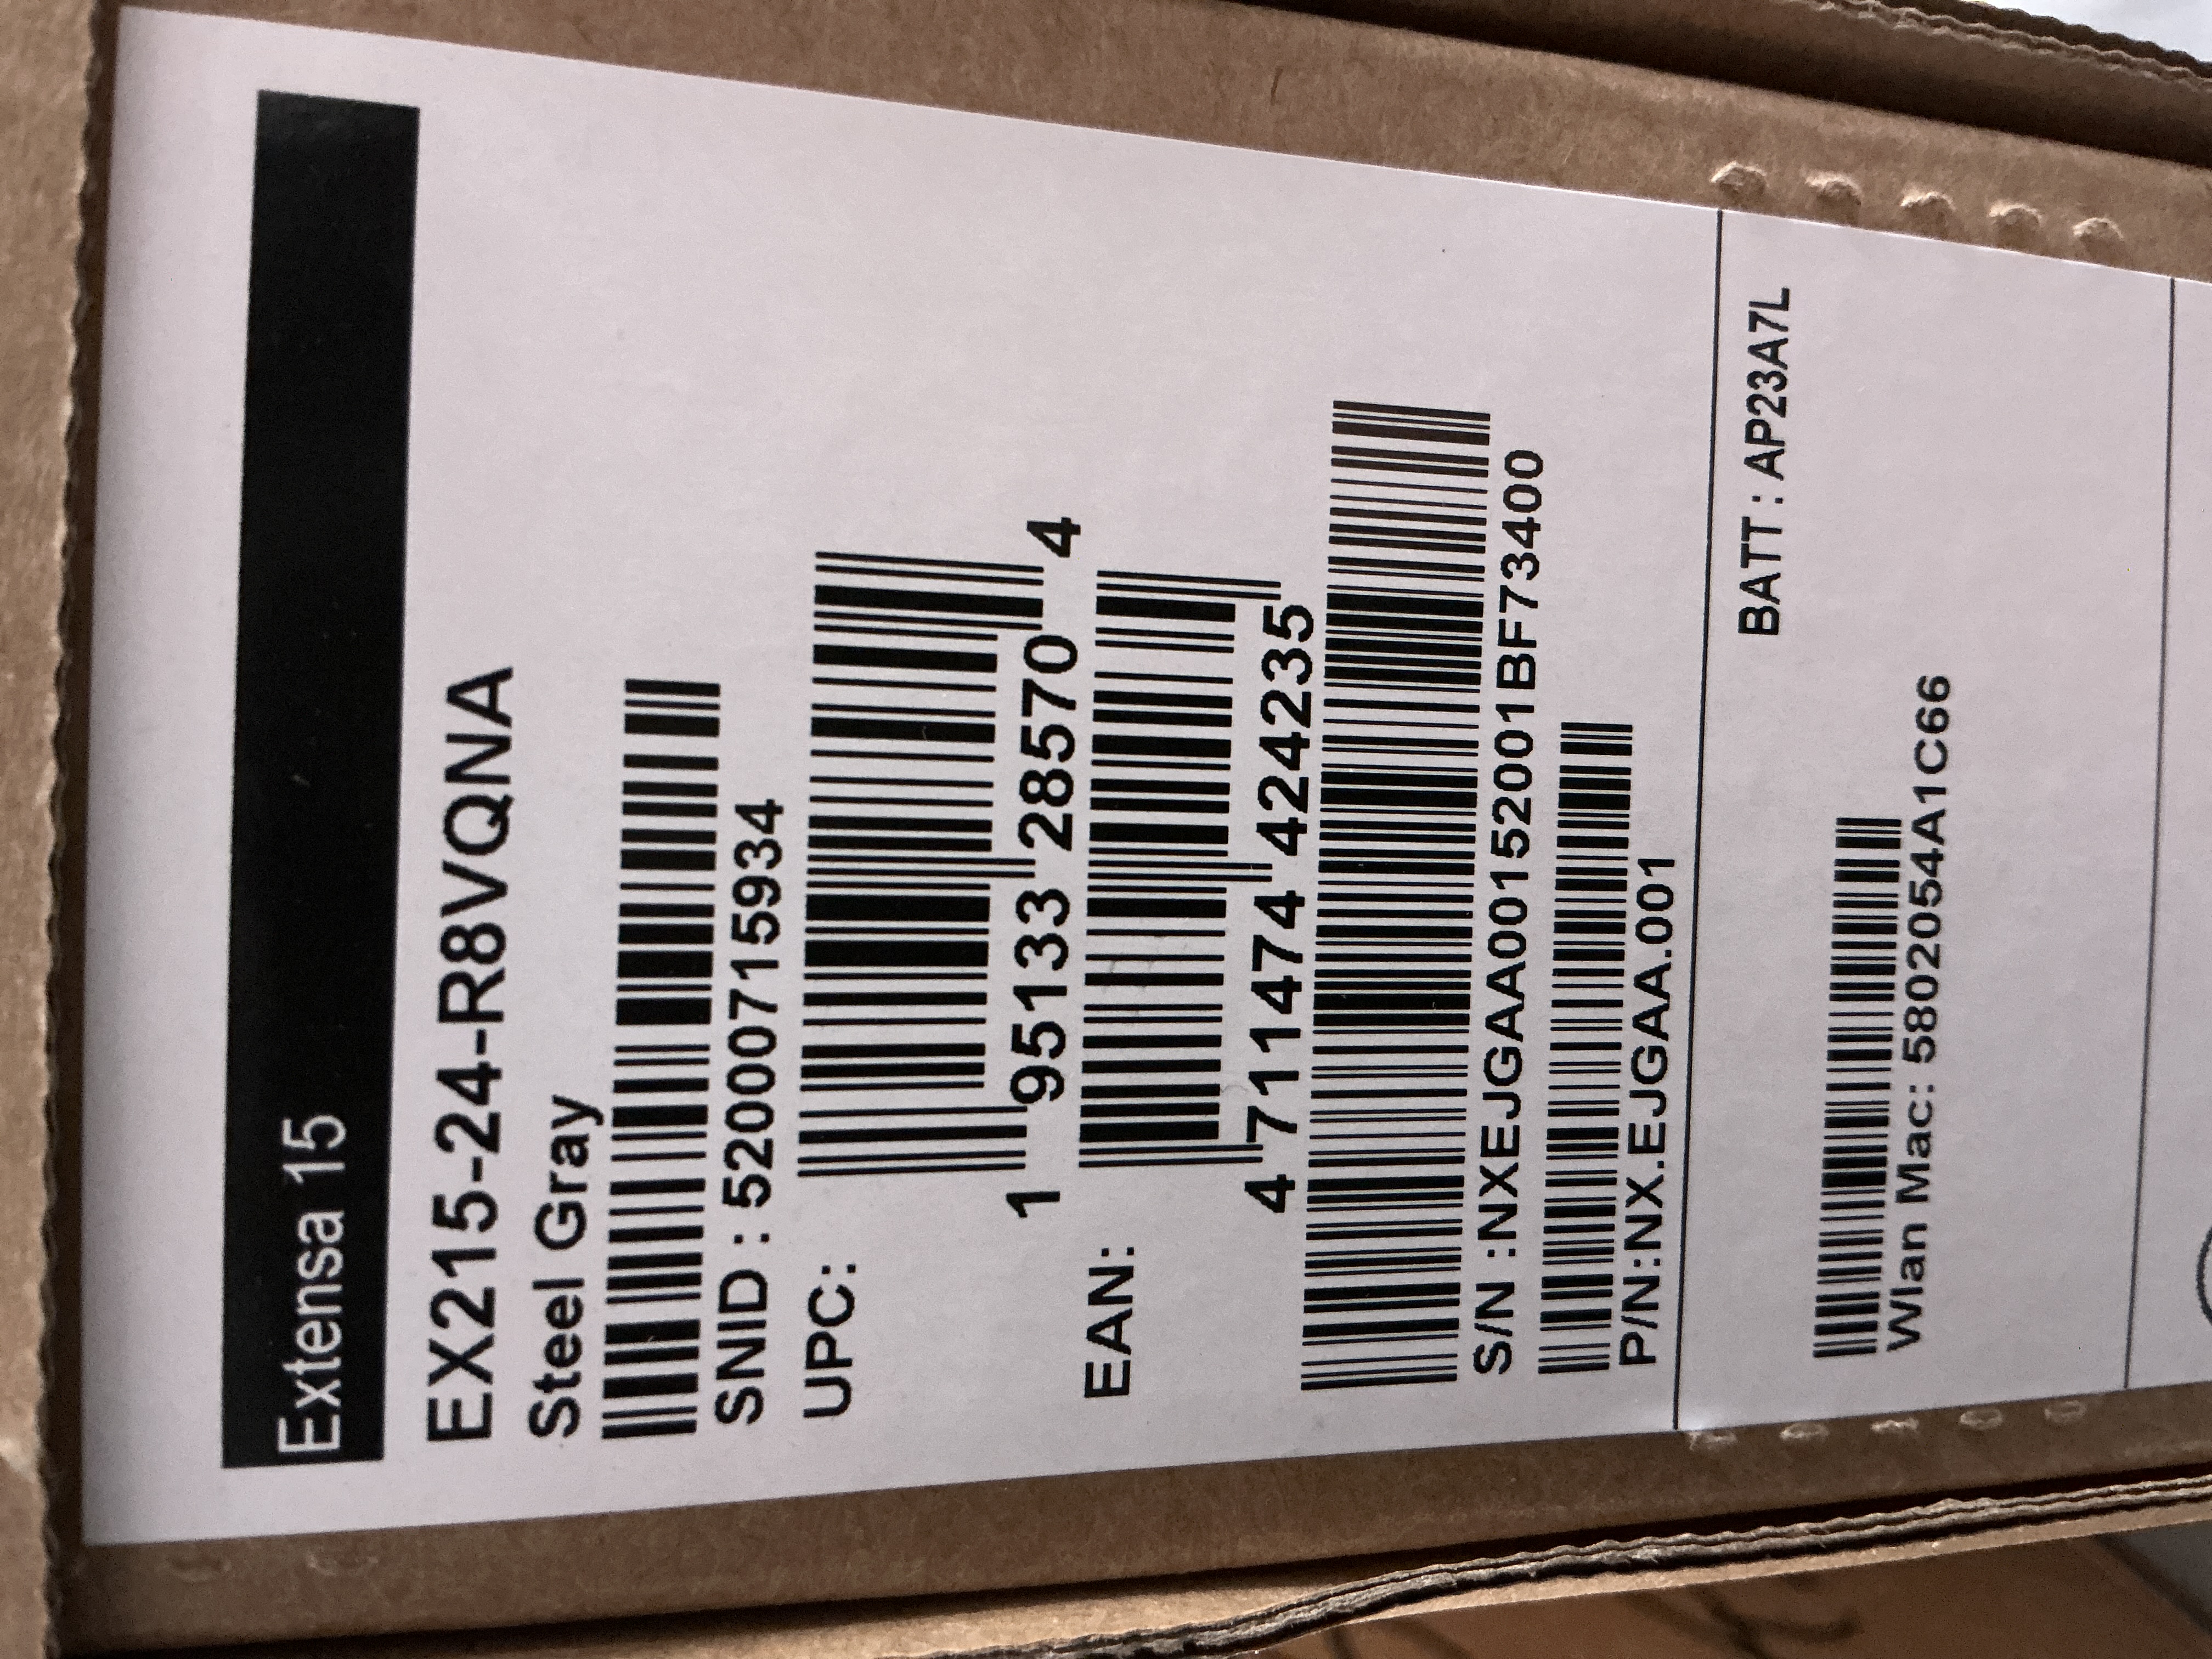 Extensa 15
EX215-24-R8VQNA
Steel Gray
SNID : 52000715934
UPC:
1 95133 28570 4
EAN:
4 711474 424235
S/N :NXEJGAA00152001BF73400
P/N:NX.EJGAA.001
BATT : AP23A7L
Wlan Mac: 5802054A1C66